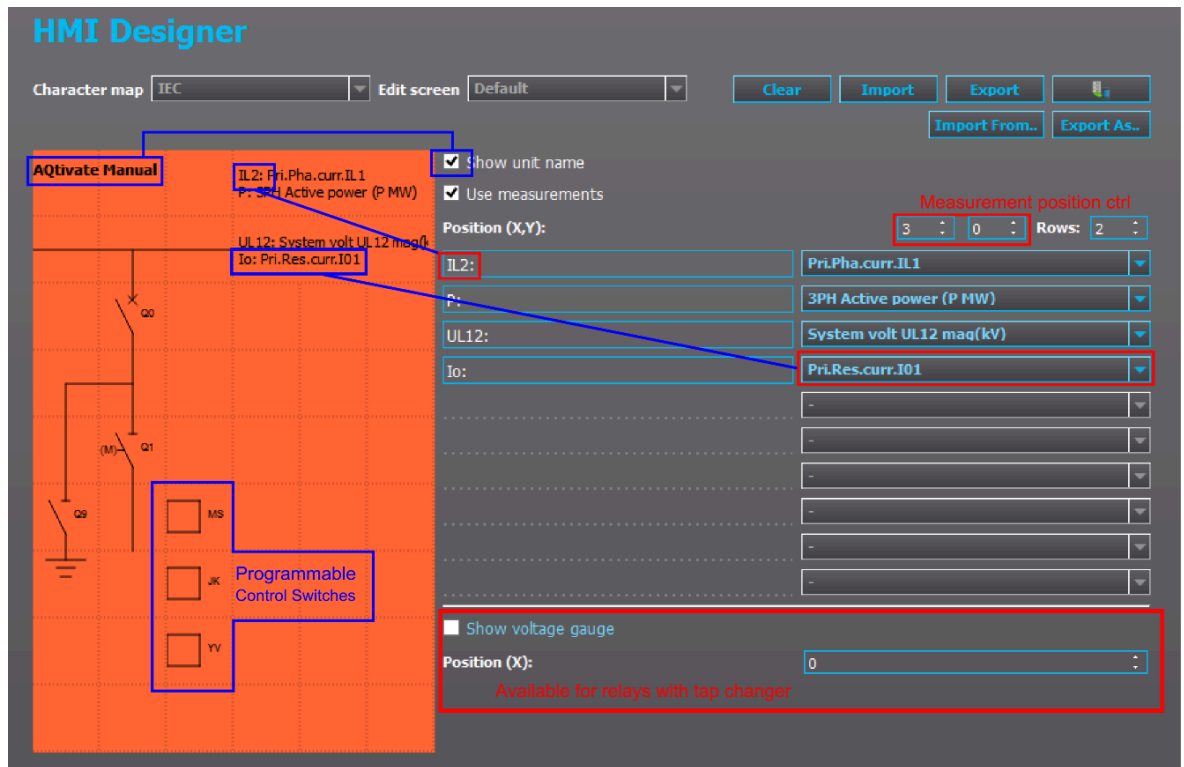 HMI Designer
Character map IEC Edit screen Default Clear Import Export
Import From.. Export As..
AQtivate Manual
IL2: Pri.Pha.curr.IL1
P: 3PH Active power (P MW)
UL12: System volt UL12 mag(k
Io: Pri.Res.curr.I01
Q0
(M) Q1
Q9
MS
JK
YV
Programmable
Control Switches
Show unit name
Use measurements
Measurement position ctrl
Position (X,Y): 3 0 Rows: 2
IL2: Pri.Pha.curr.IL1
P: 3PH Active power (P MW)
UL12: System volt UL12 mag(kV)
Io: Pri.Res.curr.I01
-
-
-
-
-
-
Show voltage gauge
Position (X): 0
Available for relays with tap changer